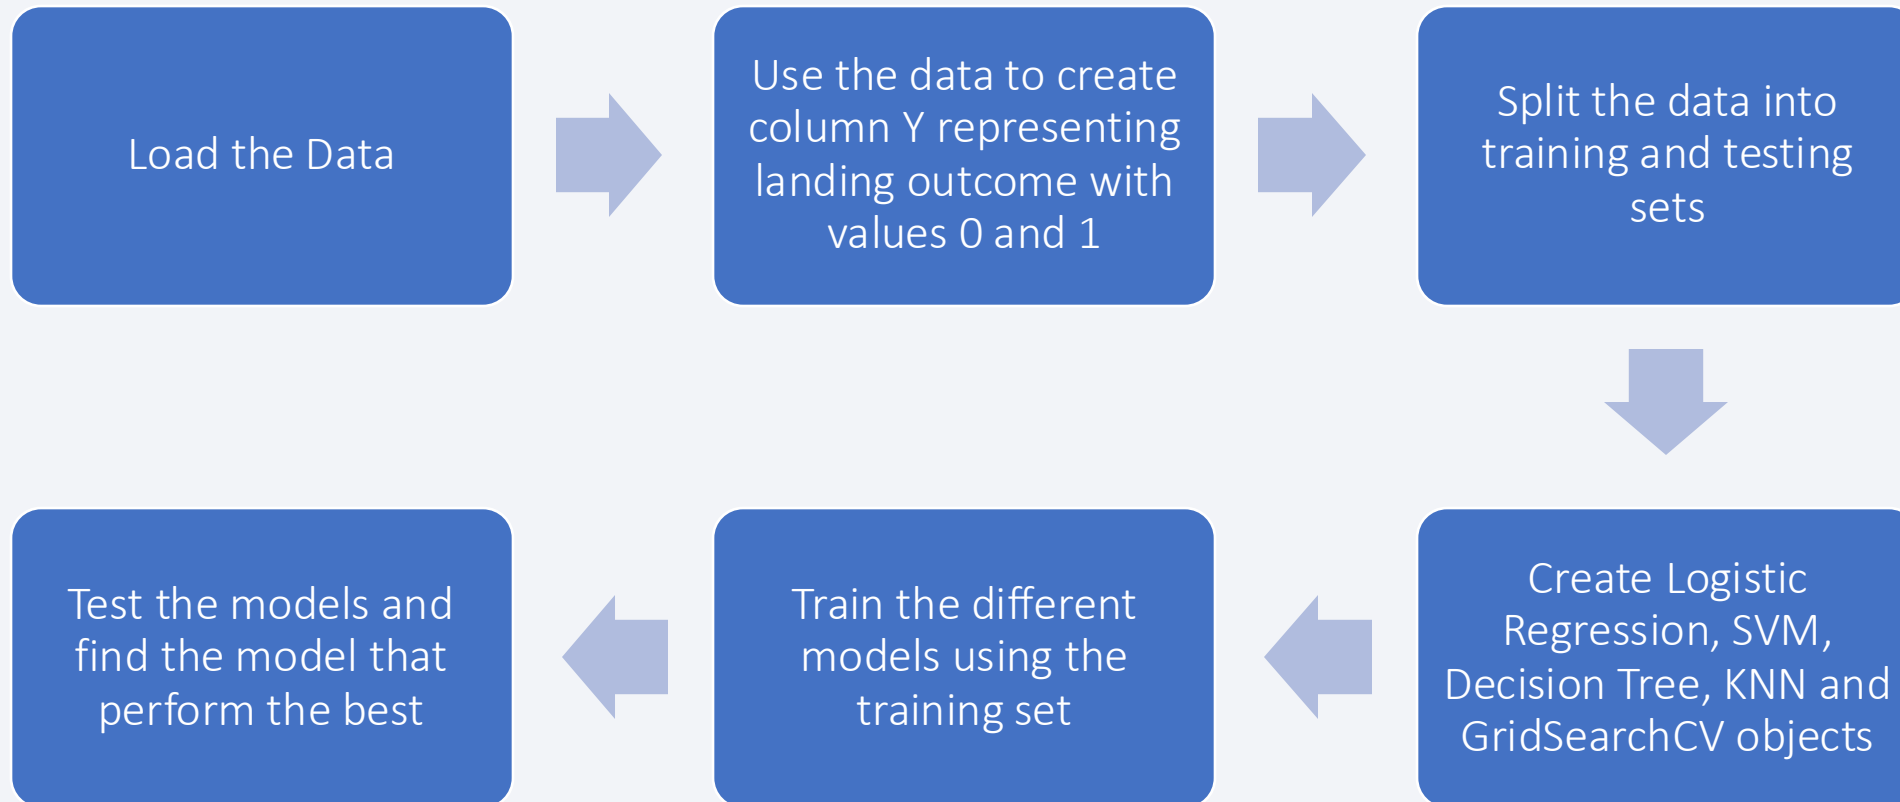 Load the Data
Use the data to create
column Y representing
landing outcome with
values 0 and 1
Split the data into
training and testing
sets
Create Logistic
Regression, SVM,
Decision Tree, KNN and
GridSearchCV objects
Train the different
models using the
training set
Test the models and
find the model that
perform the best